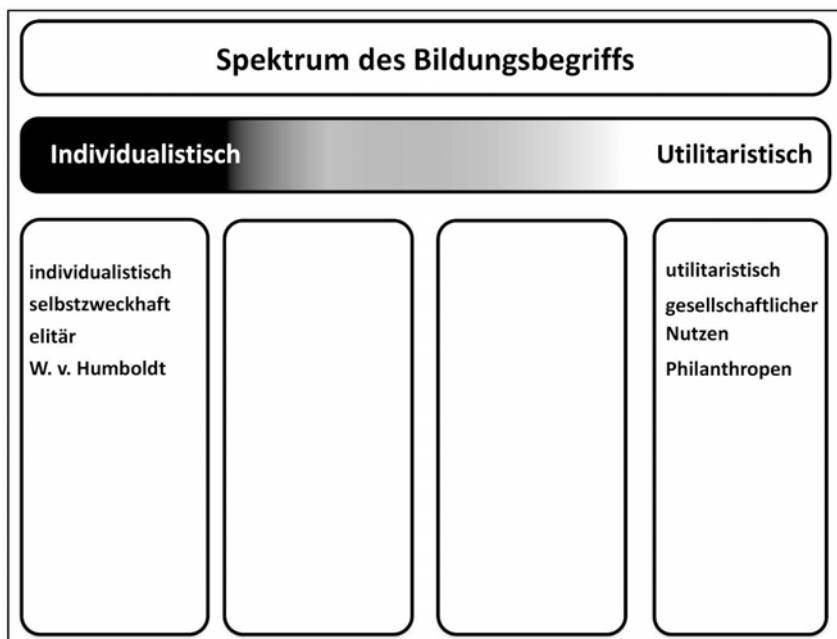 Spektrum des Bildungsbegriffs
Individualistisch
Utilitaristisch
individualistisch
selbstzweckhaft
elitär
W. v. Humboldt
utilitaristisch
gesellschaftlicher
Nutzen
Philanthropen